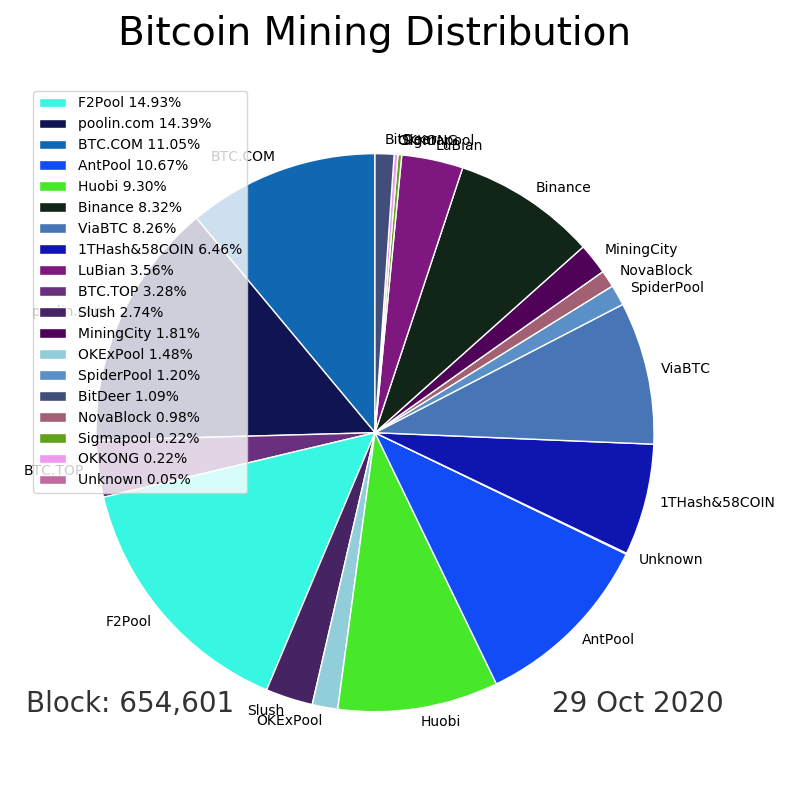 Bitcoin Mining Distribution
F2Pool 14.93%
poolin.com 14.39%
BTC.COM 11.05%
AntPool 10.67%
Huobi 9.30%
Binance 8.32%
ViaBTC 8.26%
1THash&58COIN 6.46%
LuBian 3.56%
BTC.TOP 3.28%
Slush 2.74%
MiningCity 1.81%
OKExPool 1.48%
SpiderPool 1.20%
BitDeer 1.09%
NovaBlock 0.98%
Sigmapool 0.22%
OKKONG 0.22%
Unknown 0.05%
BTC.COM
LuBian
Binance
MiningCity
NovaBlock
SpiderPool
ViaBTC
1THash&58COIN
Unknown
AntPool
Huobi
OKExPool
Slush
F2Pool
BTC.TOP
Block: 654,601
29 Oct 2020